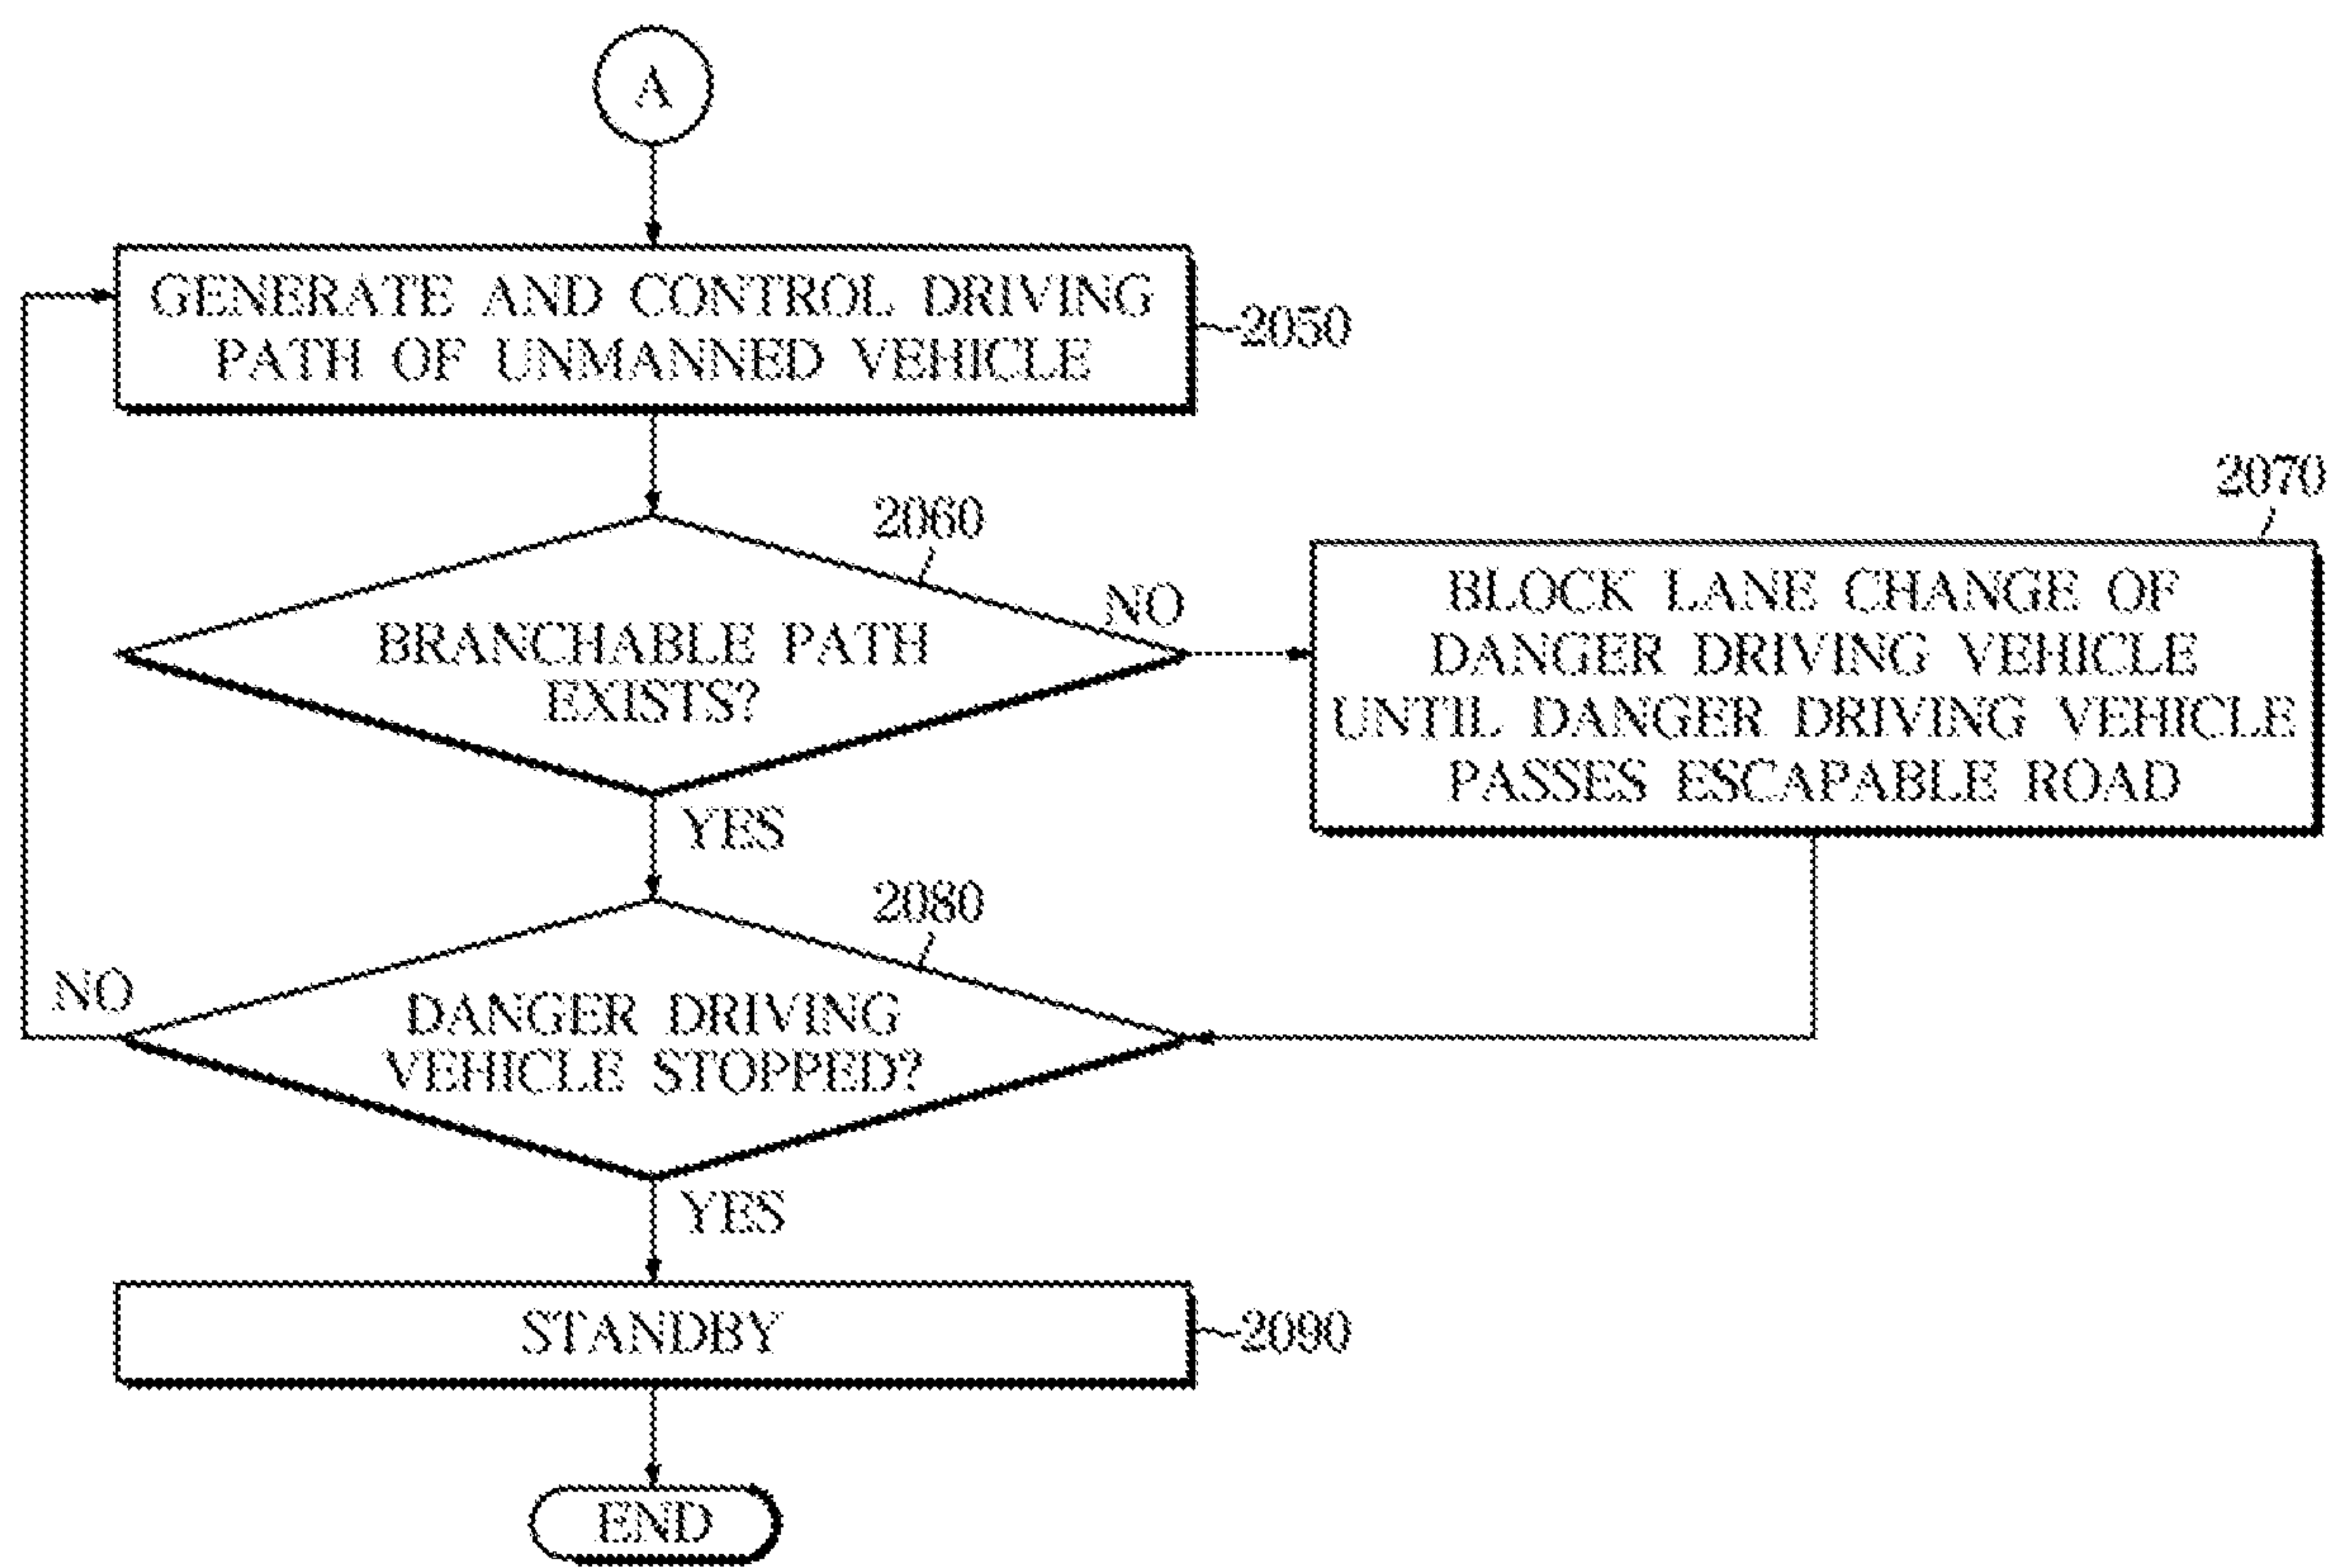 A
GENERATE AND CONTROL DRIVING
PATH OF UNMANNED VEHICLE
2050
2060
BRANCHABLE PATH
EXISTS?
NO
YES
2070
BLOCK LANE CHANGE OF
DANGER DRIVING VEHICLE
UNTIL DANGER DRIVING VEHICLE
PASSES ESCAPABLE ROAD
2080
DANGER DRIVING
VEHICLE STOPPED?
NO
YES
STANDBY
2090
END